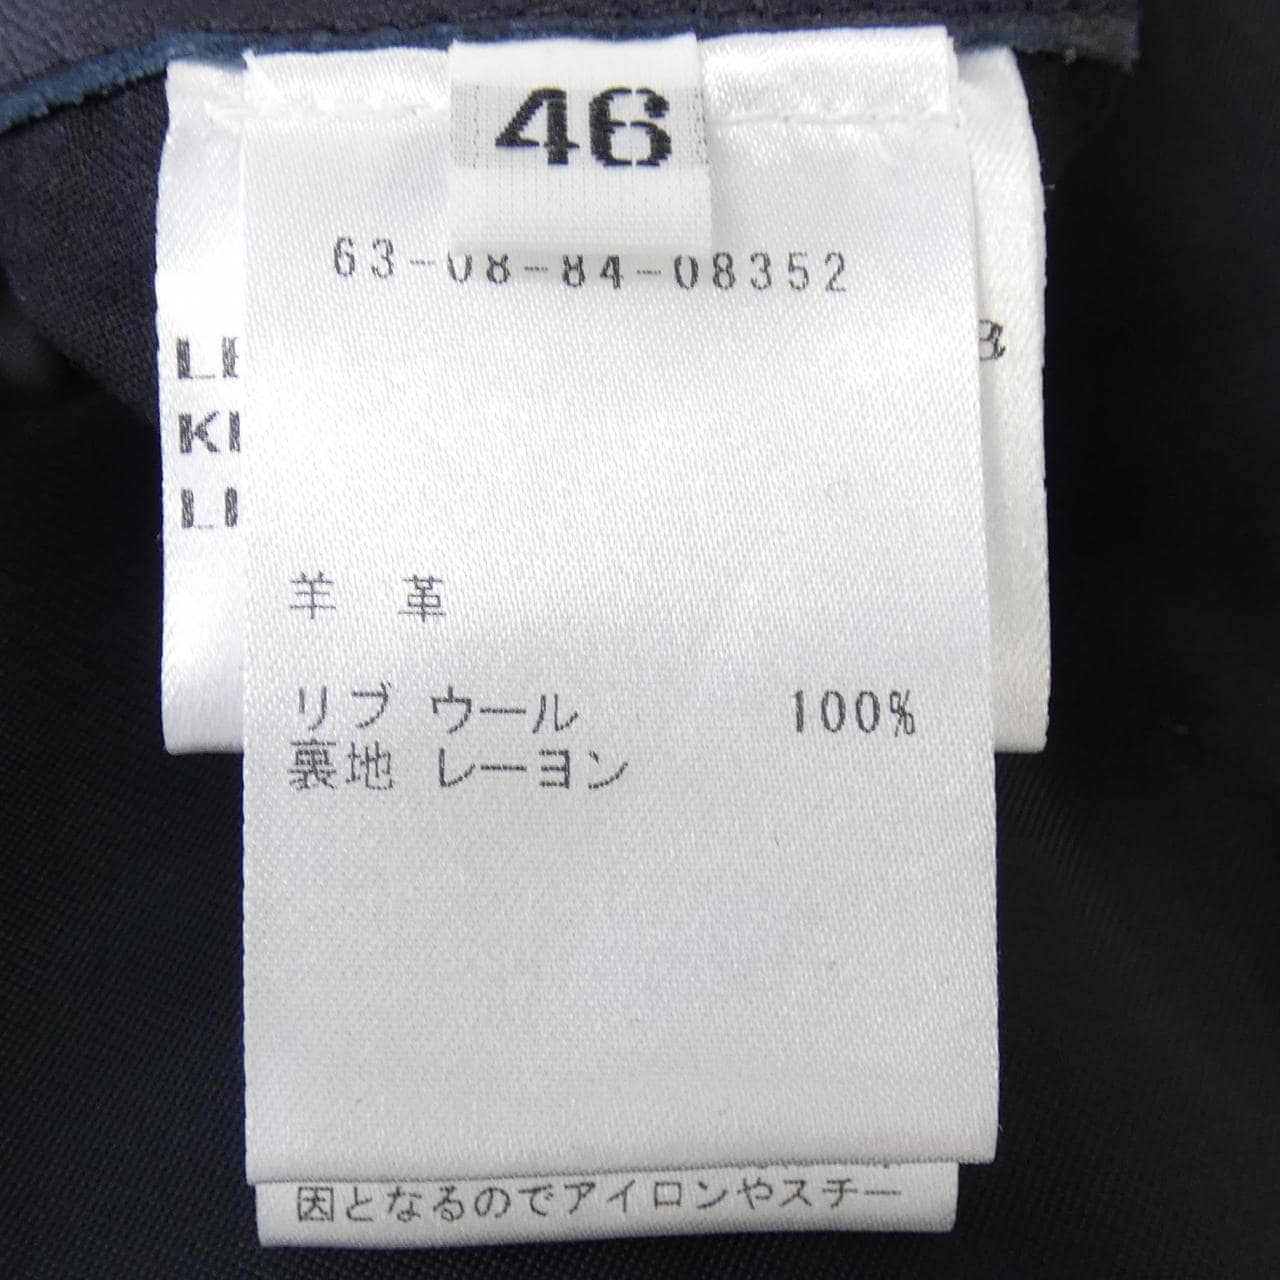 46
63-08-84-08352
羊 革
リブ ウール 100%
裏地 レーヨン
因となるのでアイロンやスチー